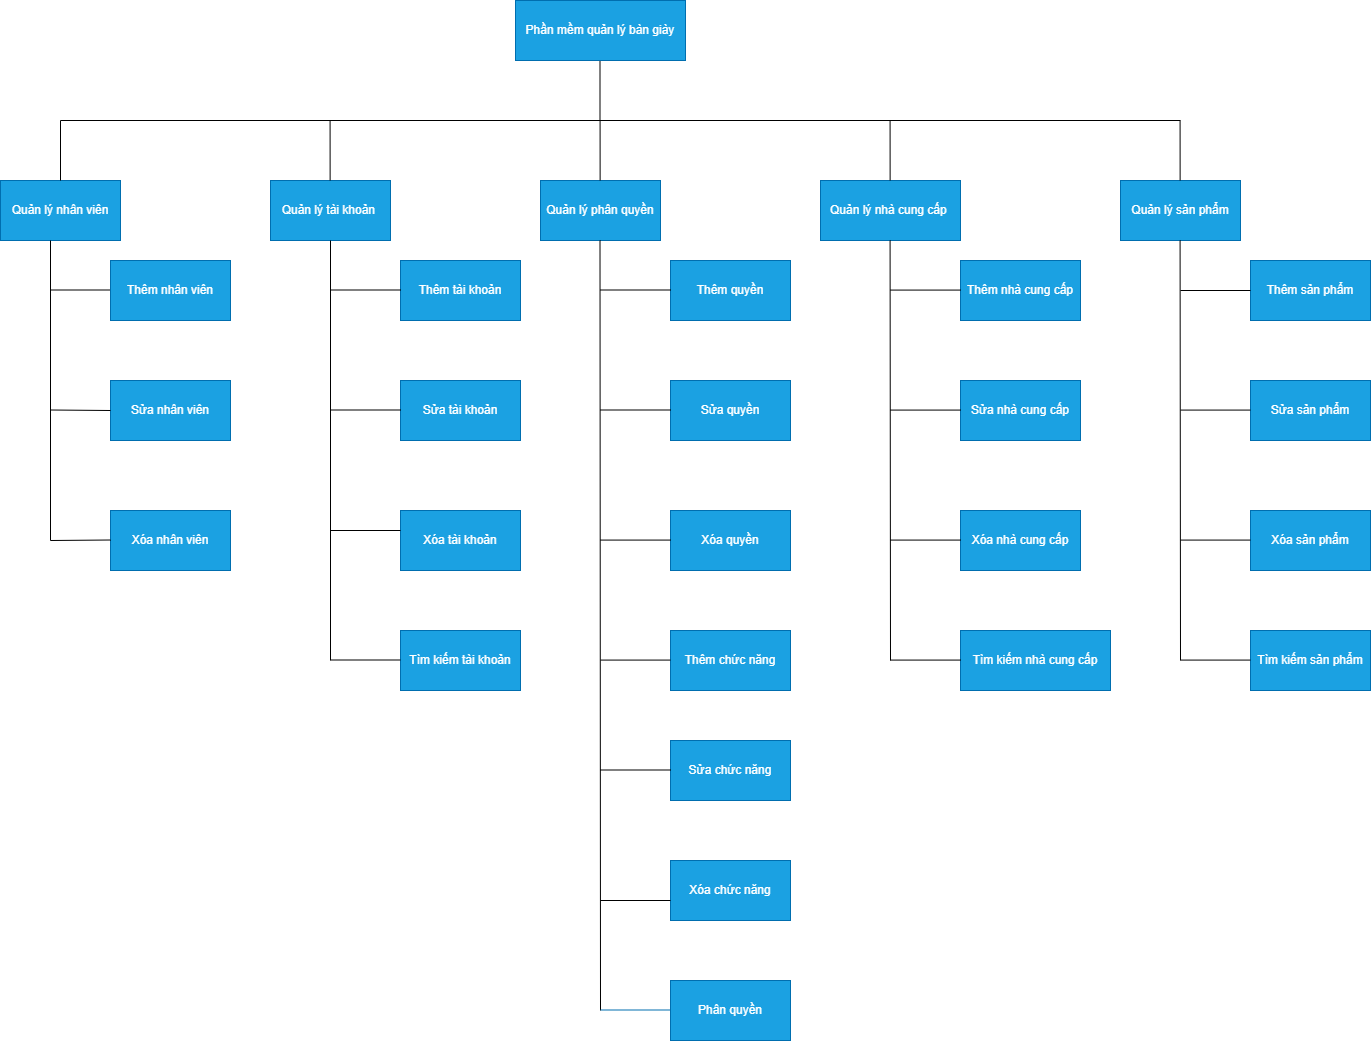 Phần mềm quản lý bàn giày
Quản lý nhân viên
Quản lý tài khoản
Quản lý phân quyền
Quản lý nhà cung cấp
Quản lý sản phẩm
Thêm nhân viên
Thêm tài khoản
Thêm quyền
Thêm nhà cung cấp
Thêm sản phẩm
Sửa nhân viên
Sửa tài khoản
Sửa quyền
Sửa nhà cung cấp
Sửa sản phẩm
Xóa nhân viên
Xóa tài khoản
Xóa quyền
Xóa nhà cung cấp
Xóa sản phẩm
Tìm kiếm tài khoản
Thêm chức năng
Tìm kiếm nhà cung cấp
Tìm kiếm sản phẩm
Sửa chức năng
Xóa chức năng
Phân quyền